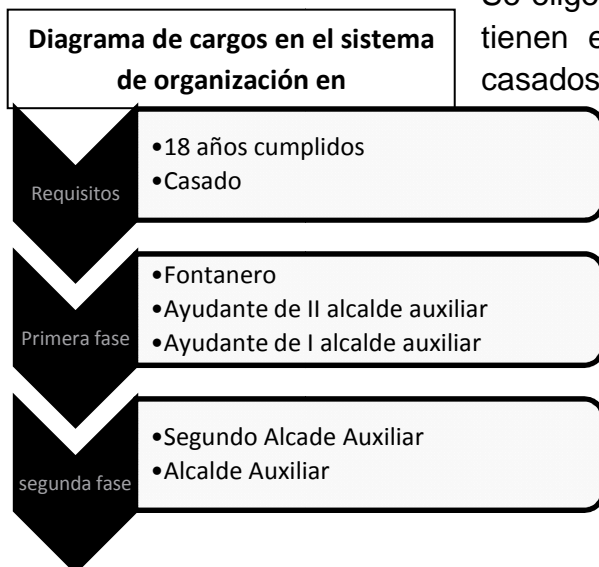 Diagrama de cargos en el sistema
de organización en
tienen e
casados
Requisitos
•18 años cumplidos
•Casado
Primera fase
•Fontanero
•Ayudante de II alcalde auxiliar
•Ayudante de I alcalde auxiliar
segunda fase
•Segundo Alcade Auxiliar
•Alcalde Auxiliar